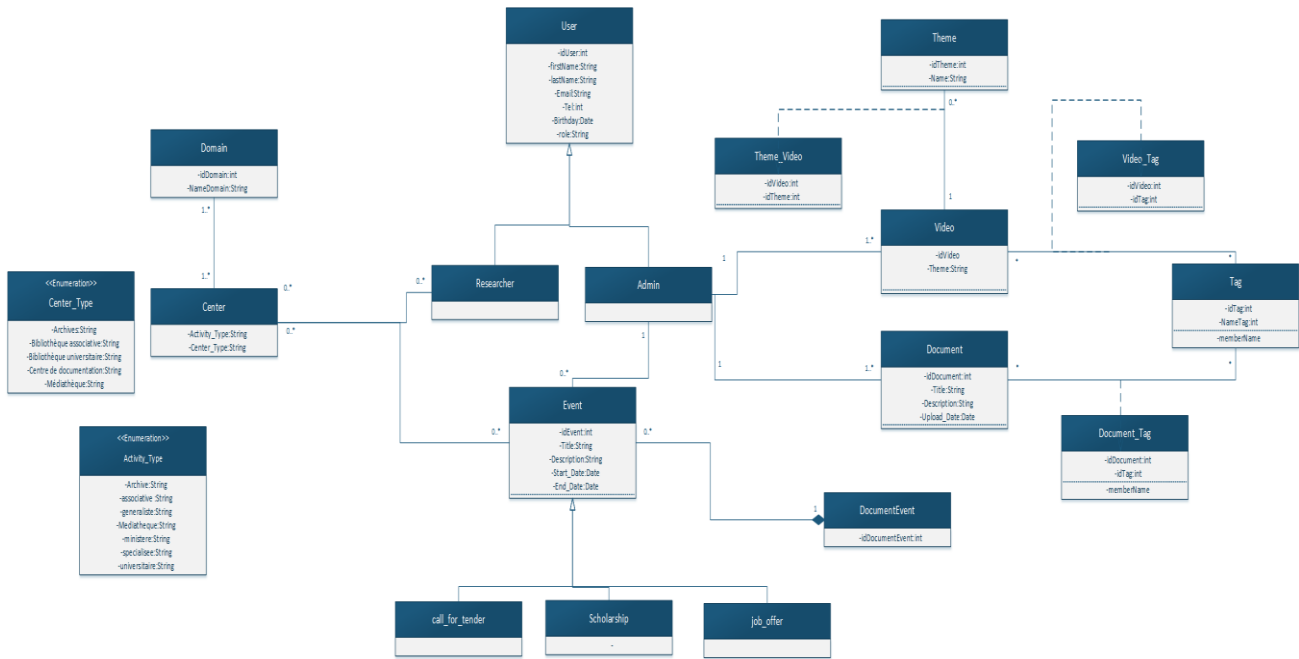 User
-idUser:int
-firstName:String
-lastName:String
-Email:String
-Tel:int
-Birthday:Date
-role:String
Theme
-idTheme:int
-Name:String
0..*
Domain
-idDomain:int
-NameDomain:String
1..*
1..*
Theme_Video
-idVideo:int
-idTheme:int
1
Video_Tag
-idVideo:int
-idTag:int
Video
-idVideo
-Theme:String
1..*
*
*
<<Enumeration>>
Center_Type
-Archives:String
-Bibliothèque associative:String
-Bibliothèque universitaire:String
-Centre de documentation:String
-Médiathèque:String
Center
-Activity_Type:String
-Center_Type:String
0..*
0..*
0..*
Researcher
Admin
1
1
1
Tag
-idTag:int
-NameTag:int
-memberName
*
Document
-idDocument:int
-Title:String
-Description:Sting
-Upload_Date:Date
1..*
*
0..*
Event
-idEvent:int
-Title:String
-Description:String
-Start_Date:Date
-End_Date:Date
0..*
0..*
<<Enumeration>>
Activity_Type
-Archive:String
-associative :String
-generaliste:String
-Mediatheque:String
-ministere:String
-specialisee:String
-universitaire:String
Document_Tag
-idDocument:int
-idTag:int
-memberName
1
DocumentEvent
-idDocumentEvent:int
call_for_tender
Scholarship
-
job_offer